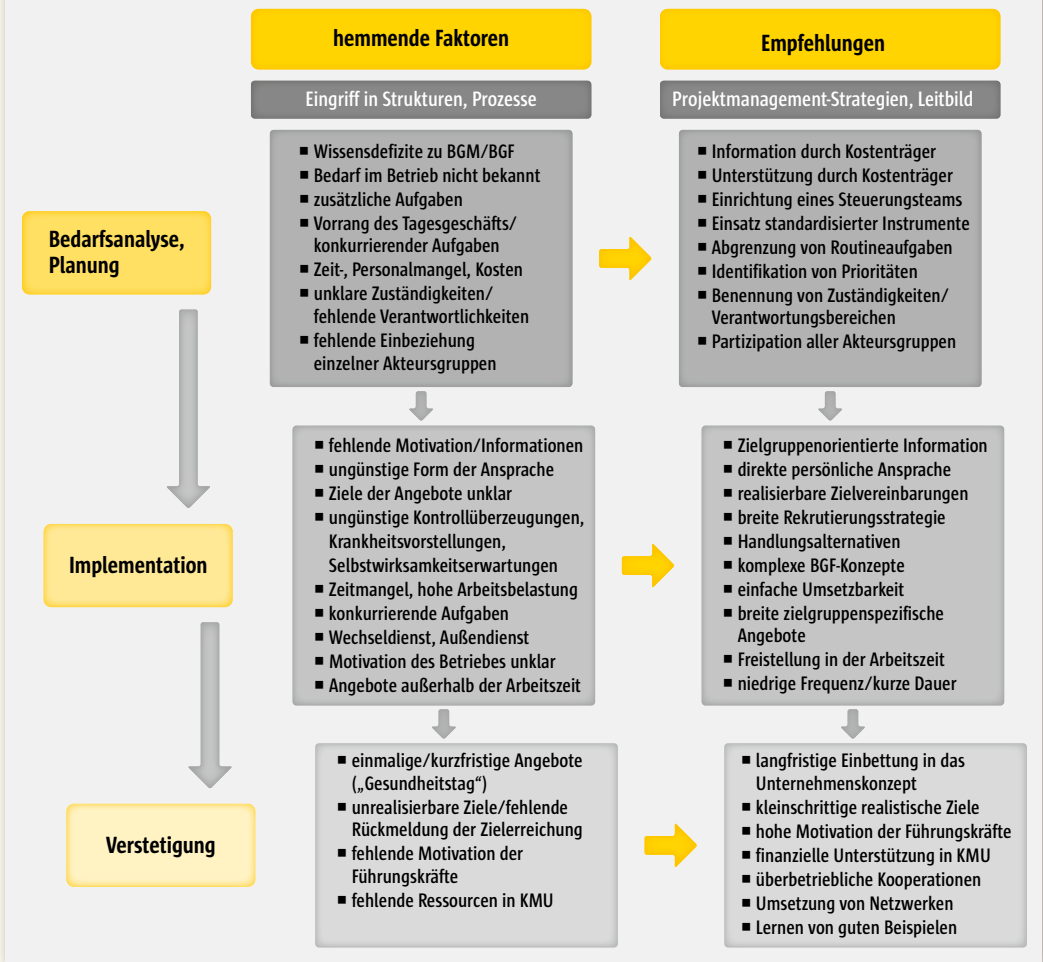 hemmende Faktoren
Empfehlungen
Eingriff in Strukturen, Prozesse
Projektmanagement-Strategien, Leitbild
Bedarfsanalyse,
Planung
■ Wissensdefizite zu BGM/BGF
■ Bedarf im Betrieb nicht bekannt
■ zusätzliche Aufgaben
■ Vorrang des Tagesgeschäfts/
konkurrierender Aufgaben
■ Zeit-, Personalmangel, Kosten
■ unklare Zuständigkeiten/
fehlende Verantwortlichkeiten
■ fehlende Einbeziehung
einzelner Akteursgruppen
■ Information durch Kostenträger
■ Unterstützung durch Kostenträger
■ Einrichtung eines Steuerungsteams
■ Einsatz standardisierter Instrumente
■ Abgrenzung von Routineaufgaben
■ Identifikation von Prioritäten
■ Benennung von Zuständigkeiten/
Verantwortungsbereichen
■ Partizipation aller Akteursgruppen
Implementation
■ fehlende Motivation/Informationen
■ ungünstige Form der Ansprache
■ Ziele der Angebote unklar
■ ungünstige Kontrollüberzeugungen,
Krankheitsvorstellungen,
Selbstwirksamkeitserwartungen
■ Zeitmangel, hohe Arbeitsbelastung
■ konkurrierende Aufgaben
■ Wechseldienst, Außendienst
■ Motivation des Betriebes unklar
■ Angebote außerhalb der Arbeitszeit
■ Zielgruppenorientierte Information
■ direkte persönliche Ansprache
■ realisierbare Zielvereinbarungen
■ breite Rekrutierungsstrategie
■ Handlungsalternativen
■ komplexe BGF-Konzepte
■ einfache Umsetzbarkeit
■ breite zielgruppenspezifische
Angebote
■ Freistellung in der Arbeitszeit
■ niedrige Frequenz/kurze Dauer
Verstetigung
■ einmalige/kurzfristige Angebote
(„Gesundheitstag“)
■ unrealisierbare Ziele/fehlende
Rückmeldung der Zielerreichung
■ fehlende Motivation der
Führungskräfte
■ fehlende Ressourcen in KMU
■ langfristige Einbettung in das
Unternehmenskonzept
■ kleinschrittige realistische Ziele
■ hohe Motivation der Führungskräfte
■ finanzielle Unterstützung in KMU
■ überbetriebliche Kooperationen
■ Umsetzung von Netzwerken
■ Lernen von guten Beispielen